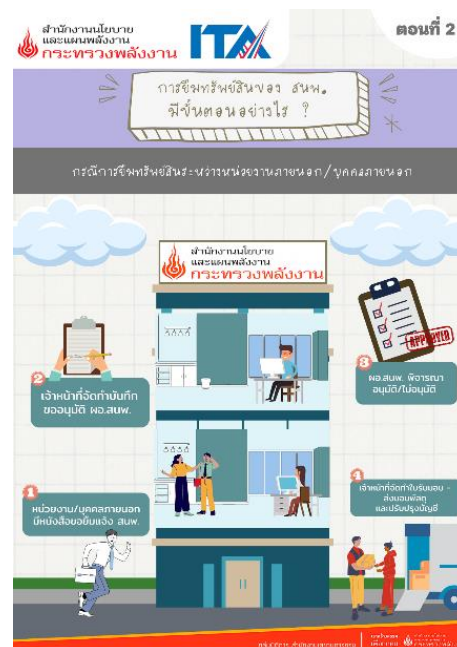 สำนักงานนโยบาย
และแผนพลังงาน
กระทรวงพลังงาน
ITA
ตอนที่ 2
การยืมทรัพย์สินของ สนพ.
มีขั้นตอนอย่างไร ?
กรณีการยืมทรัพย์สินระหว่างหน่วยงานภายนอก/บุคคลภายนอก
สำนักงานนโยบาย
และแผนพลังงาน
กระทรวงพลังงาน
APPROVED
2
เจ้าหน้าที่จัดทำบันทึก
ขออนุมัติ ผอ.สนพ.
3
ผอ.สนพ. พิจารณา
อนุมัติ/ไม่อนุมัติ
1
หน่วยงาน/บุคคลภายนอก
มีหนังสือขอยืมแจ้ง สนพ.
เจ้าหน้าที่จัดทำใบรับมอบ -
ส่งมอบพัสดุ
และปรับปรุงบัญชี